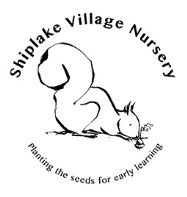 Shiplake Village Nursery
Planting the seeds for early learning